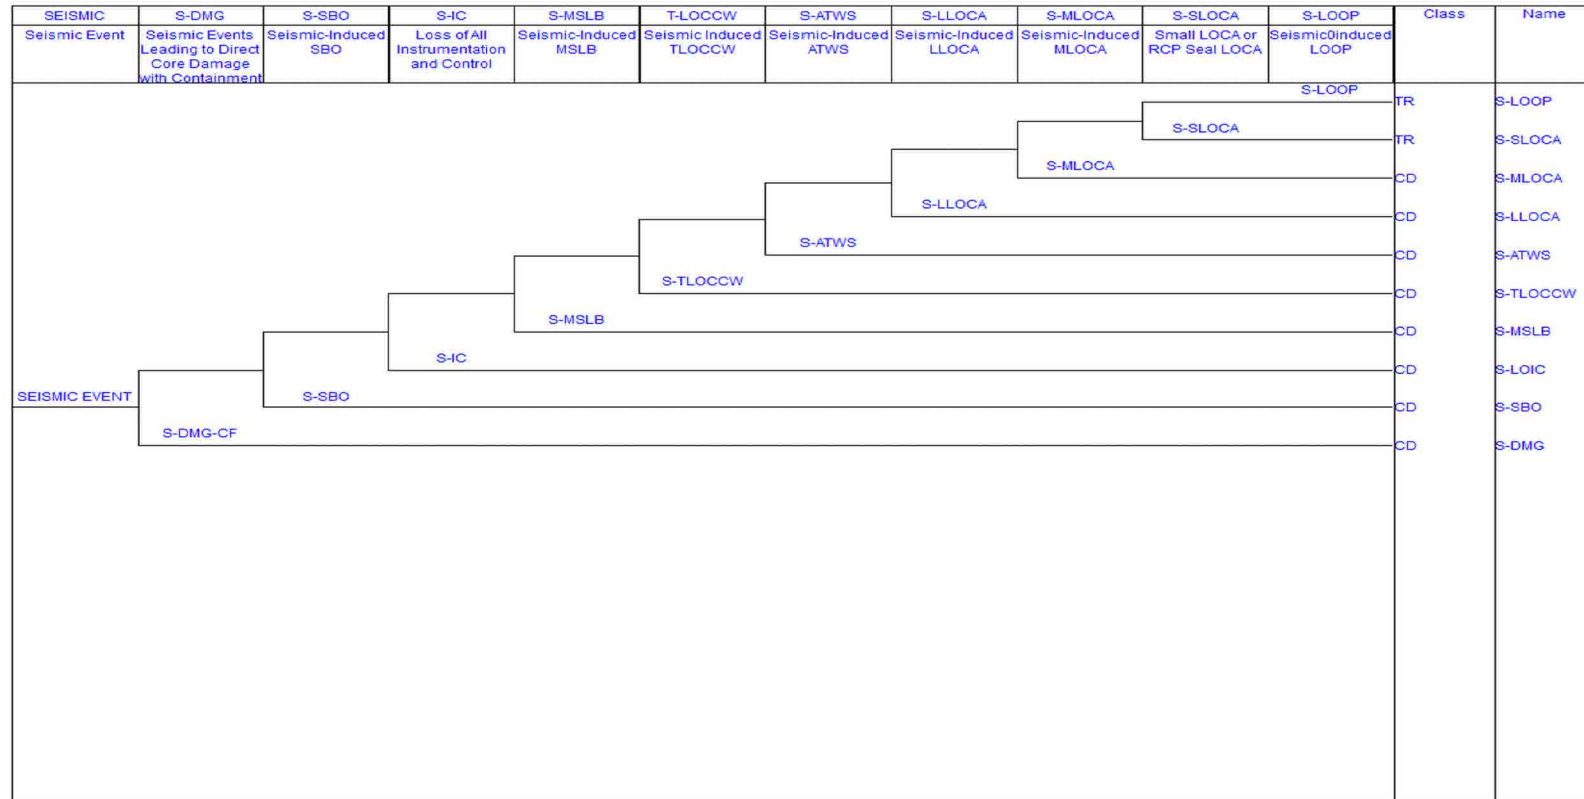 SEISMIC S-DMG S-SBO S-IC S-MSLB T-LOCCW S-ATWS S-LLOCA S-MLOCA S-SLOCA S-LOOP Class Name
Seismic Event
Seismic Events
Leading to Direct
Core Damage
with Containment
Seismic-Induced
SBO
Loss of All
Instrumentation
and Control
Seismic-Induced
MSLB
Seismic Induced
TLOCCW
Seismic-Induced
ATWS
Seismic-Induced
LLOCA
Seismic-Induced
MLOCA
Small LOCA or
RCP Seal LOCA
Seismic0induced
LOOP
S-LOOP
TR S-LOOP
S-SLOCA
TR S-SLOCA
S-MLOCA
CD S-MLOCA
S-LLOCA
CD S-LLOCA
S-ATWS
CD S-ATWS
S-TLOCCW
CD S-TLOCCW
S-MSLB
CD S-MSLB
S-IC
CD S-LOIC
SEISMIC EVENT S-SBO
CD S-SBO
S-DMG-CF
CD S-DMG